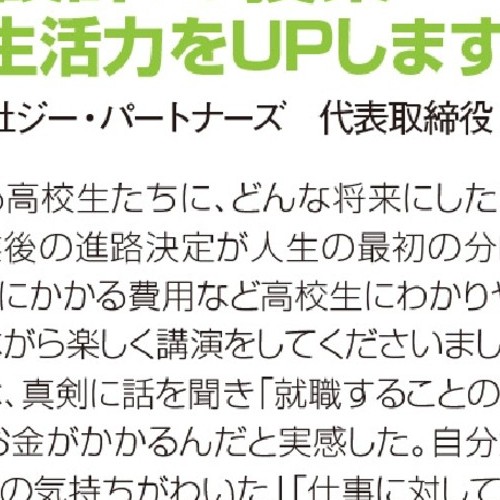 生活力をUPします
社ジー・パートナーズ　代表取締役
高校生たちに、どんな将来にした
後の進路決定が人生の最初の分
にかかる費用など高校生にわかりや
がら楽しく講演をしてくださいまし
、真剣に話を聞き「就職することの
お金がかかるんだと実感した。自分
の気持ちがわいた」「仕事に対して